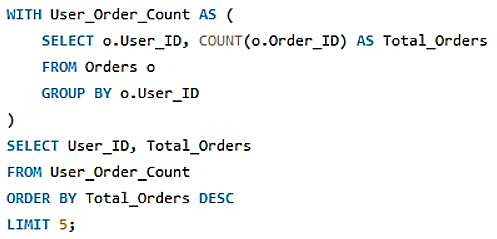 WITH User_Order_Count AS (
    SELECT o.User_ID, COUNT(o.Order_ID) AS Total_Orders
    FROM Orders o
    GROUP BY o.User_ID
)
SELECT User_ID, Total_Orders
FROM User_Order_Count
ORDER BY Total_Orders DESC
LIMIT 5;